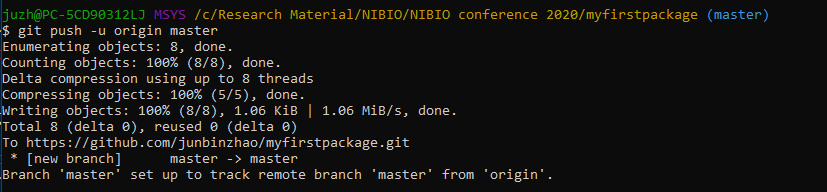 juzh@PC-5CD90312LJ MSYS /c/Research Material/NIBIO/NIBIO conference 2020/myfirstpackage (master)
$ git push -u origin master
Enumerating objects: 8, done.
Counting objects: 100% (8/8), done.
Delta compression using up to 8 threads
Compressing objects: 100% (5/5), done.
Writing objects: 100% (8/8), 1.06 KiB | 1.06 MiB/s, done.
Total 8 (delta 0), reused 0 (delta 0)
To https://github.com/junbinzhao/myfirstpackage.git
 * [new branch]      master -> master
Branch 'master' set up to track remote branch 'master' from 'origin'.